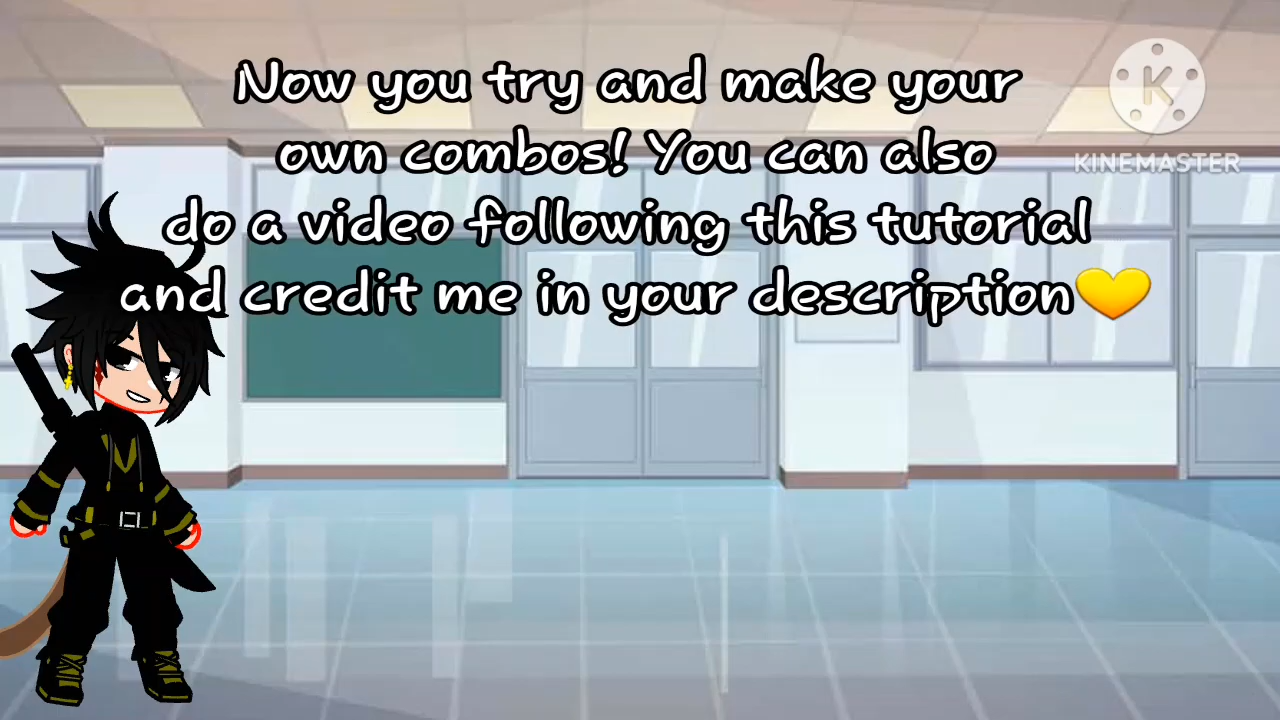 Now you try and make your
own combos! You can also
do a video following this tutorial
and credit me in your description💛
K
KINEMASTER